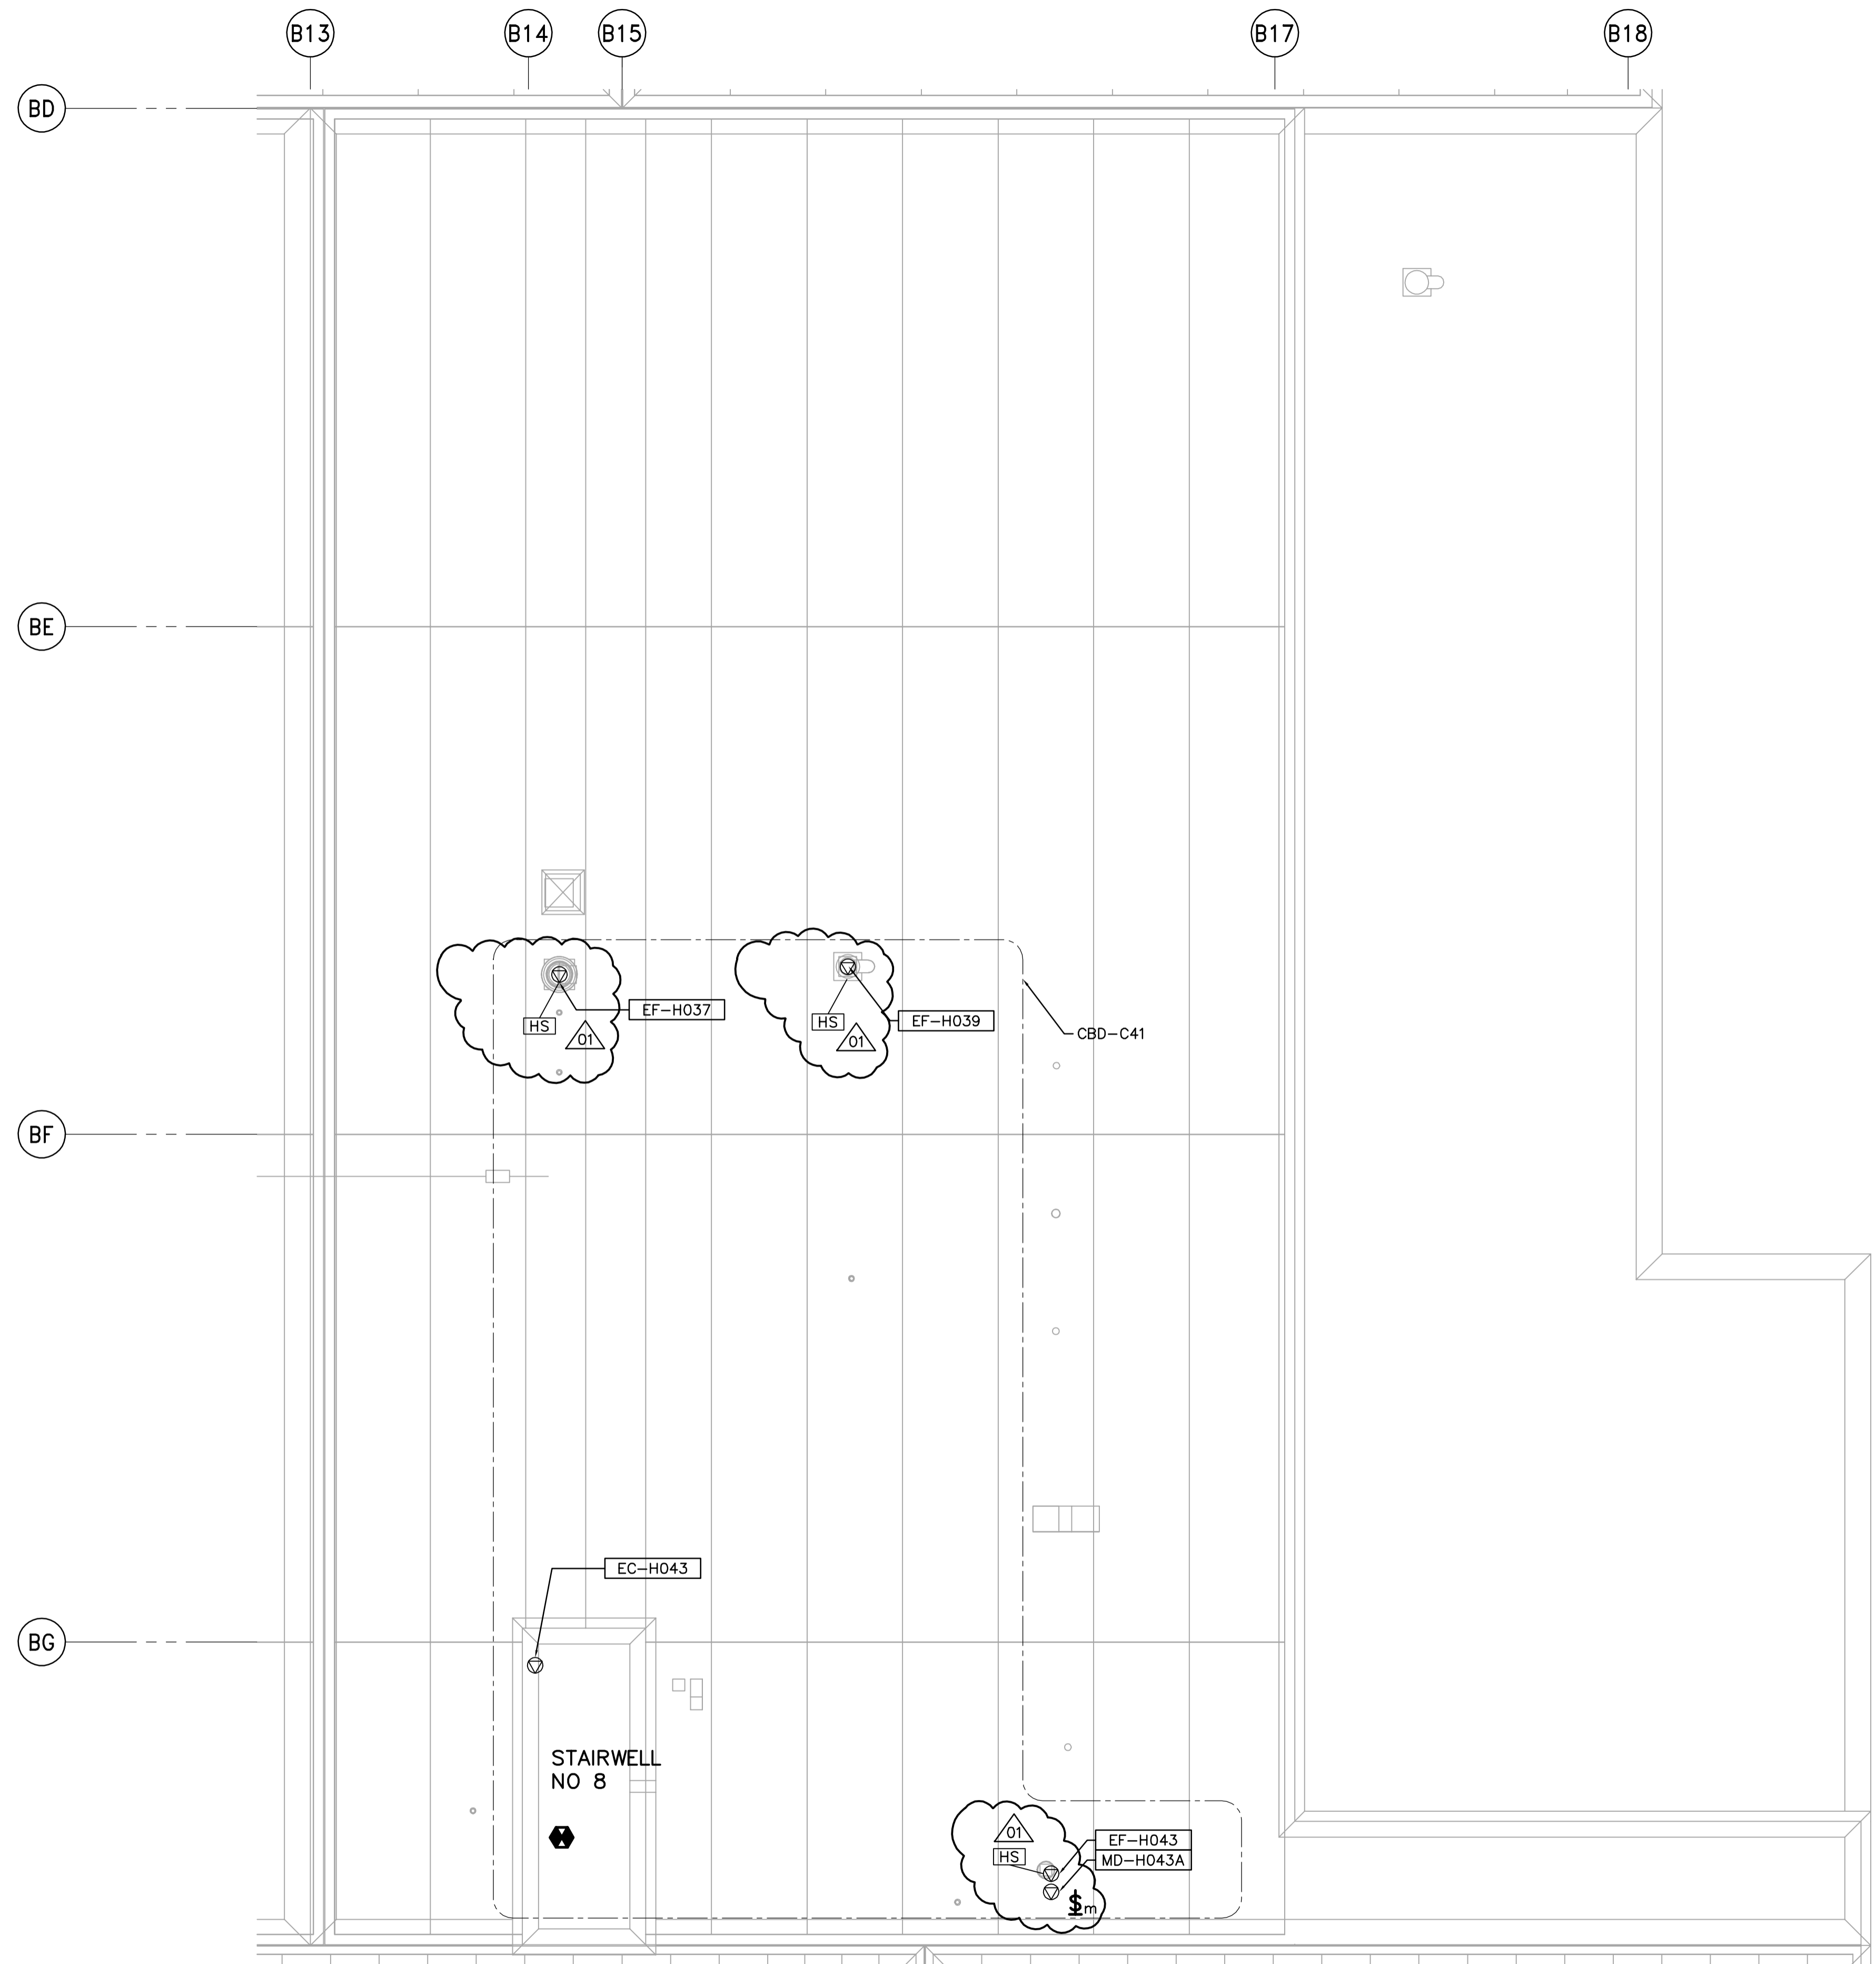 B13
B14
B15
B17
B18
BD
BE
HS
01
EF-H037
HS
01
EF-H039
CBD-C41
BF
EC-H043
BG
STAIRWELL
NO 8
01
HS
EF-H043
MD-H043A
$m